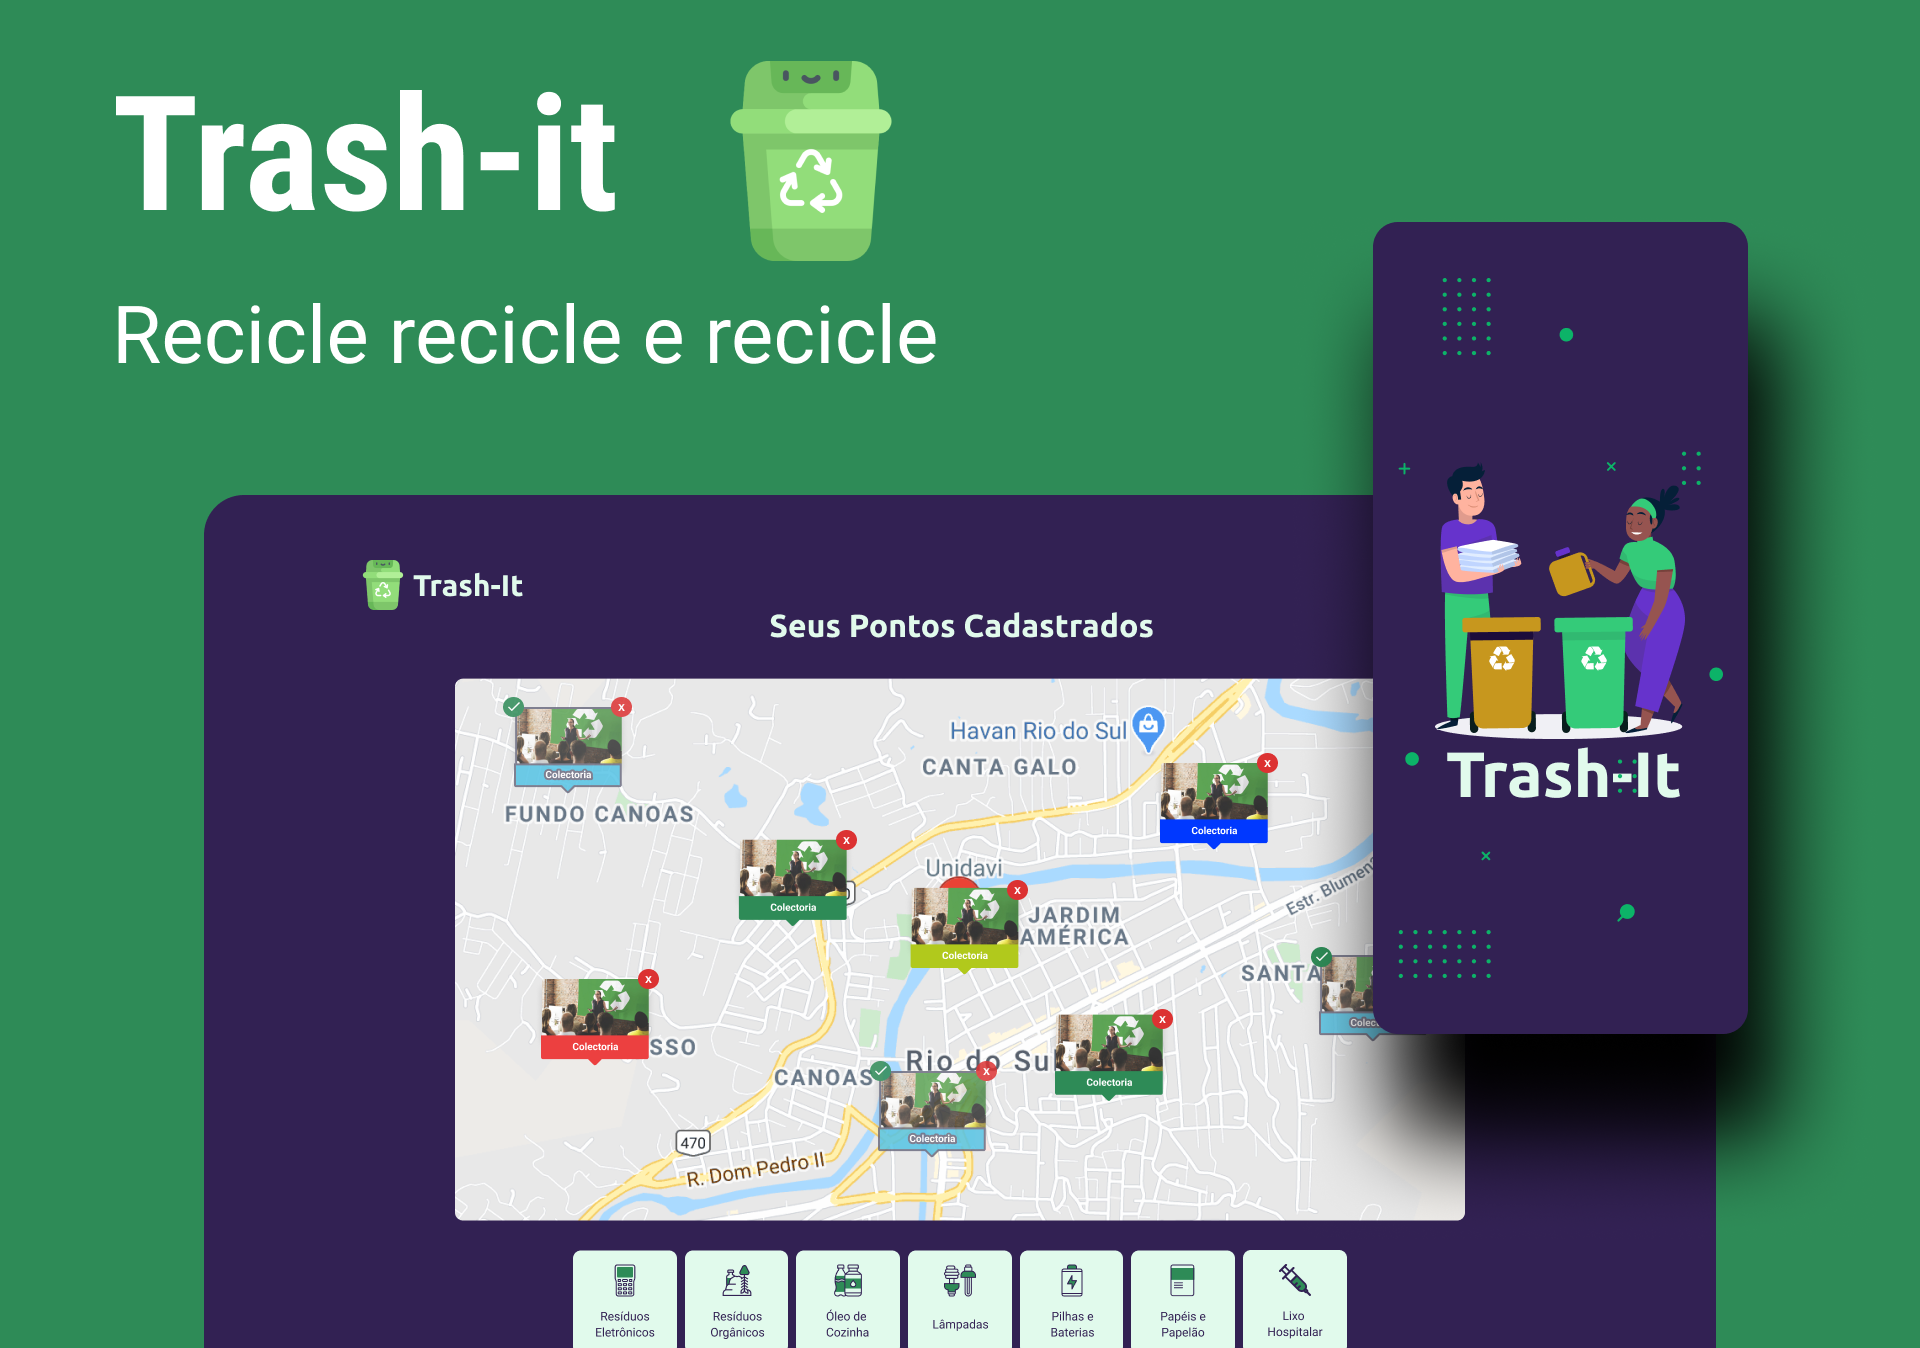 Trash-it
Recicle recicle e recicle
Trash-It
Seus Pontos Cadastrados
x
x
Colectoria
FUNDO CANOAS
Havan Rio do Sul
CANTA GALO
x
Colectoria
x
Colectoria
Unidavi
x
Colectoria
JARDIM
AMÉRICA
Estr.
SANTA
x
Colectoria
SSO
Rio do Su
x
Colectoria
CANOAS
x
Colectoria
470
R. Dom Pedro II
Trash-It
Resíduos
Eletrônicos
Resíduos
Orgânicos
Óleo de
Cozinha
Lâmpadas
Pilhas e
Baterias
Papéis e
Papelão
Lixo
Hospitalar